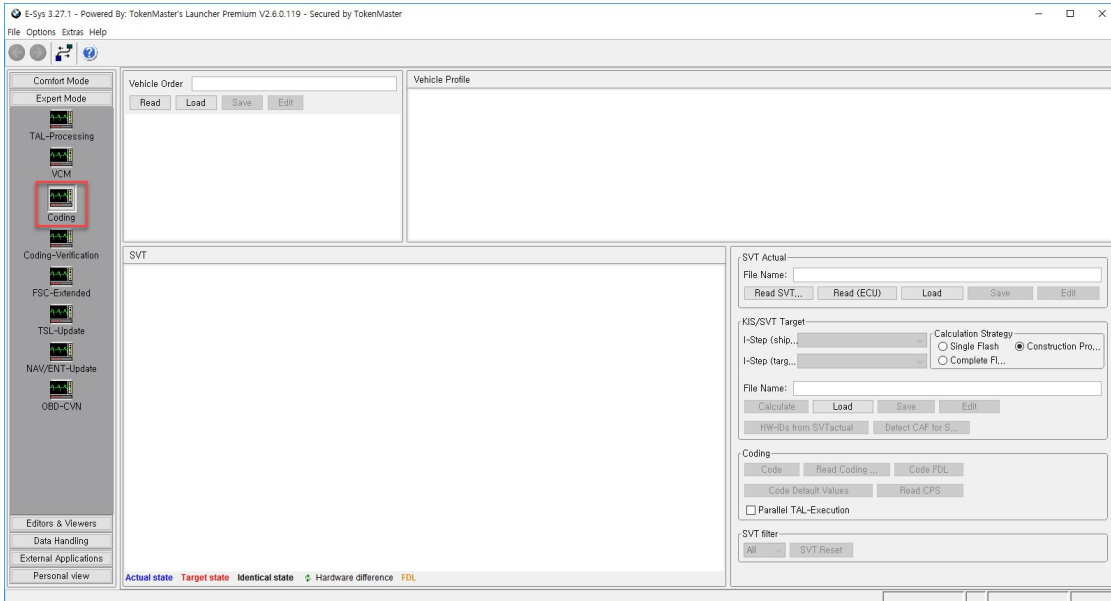 E-Sys 3.27.1 - Powered By: TokenMaster's Launcher Premium V2.6.0.119 - Secured by TokenMaster
File Options Extras Help
Comfort Mode
Expert Mode
TAL-Processing
VCM
Coding
Coding-Verification
FSC-Extended
TSL-Update
NAV/ENT-Update
OBD-CVN
Editors & Viewers
Data Handling
External Applications
Personal view
Vehicle Order
Read Load Save Edit
Vehicle Profile
SVT
Actual state Target state Identical state Hardware difference FDL
SVT Actual
File Name:
Read SVT... Read (ECU) Load Save Edit
KIS/SVT Target
I-Step (ship...
I-Step (targ...
Calculation Strategy
Single Flash Construction Pro...
Complete Fl...
File Name:
Calculate Load Save Edit
HW-IDs from SVTactual Detect CAF for S...
Coding
Code Read Coding ... Code FDL
Code Default Values Read CPS
Parallel TAL-Execution
SVT filter
All SVT Reset